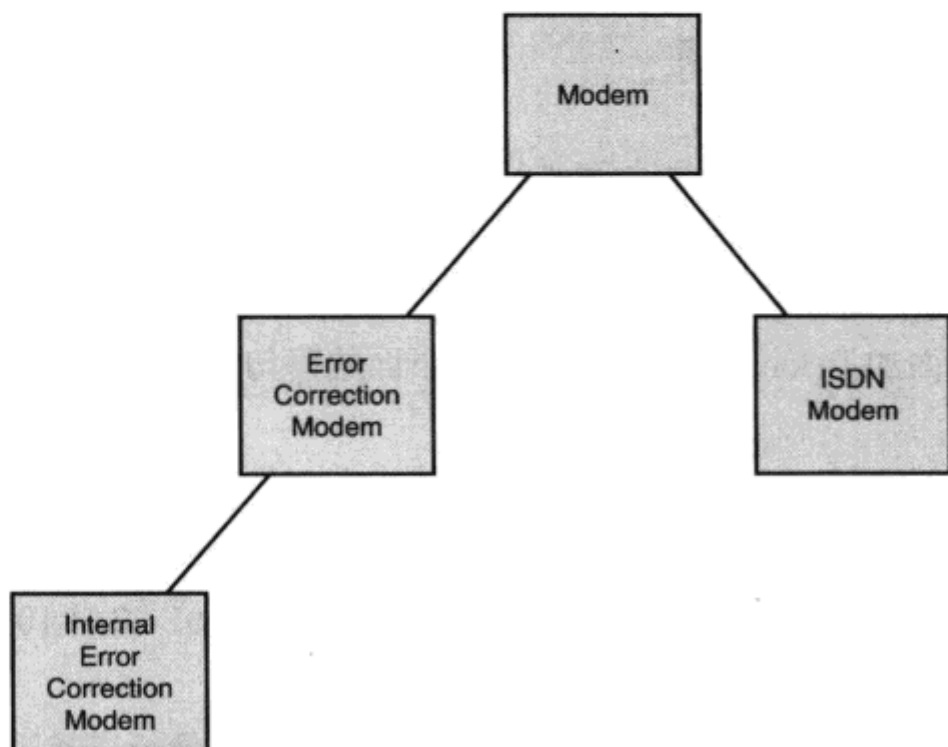 Modem
Error
Correction
Modem
ISDN
Modem
Internal
Error
Correction
Modem